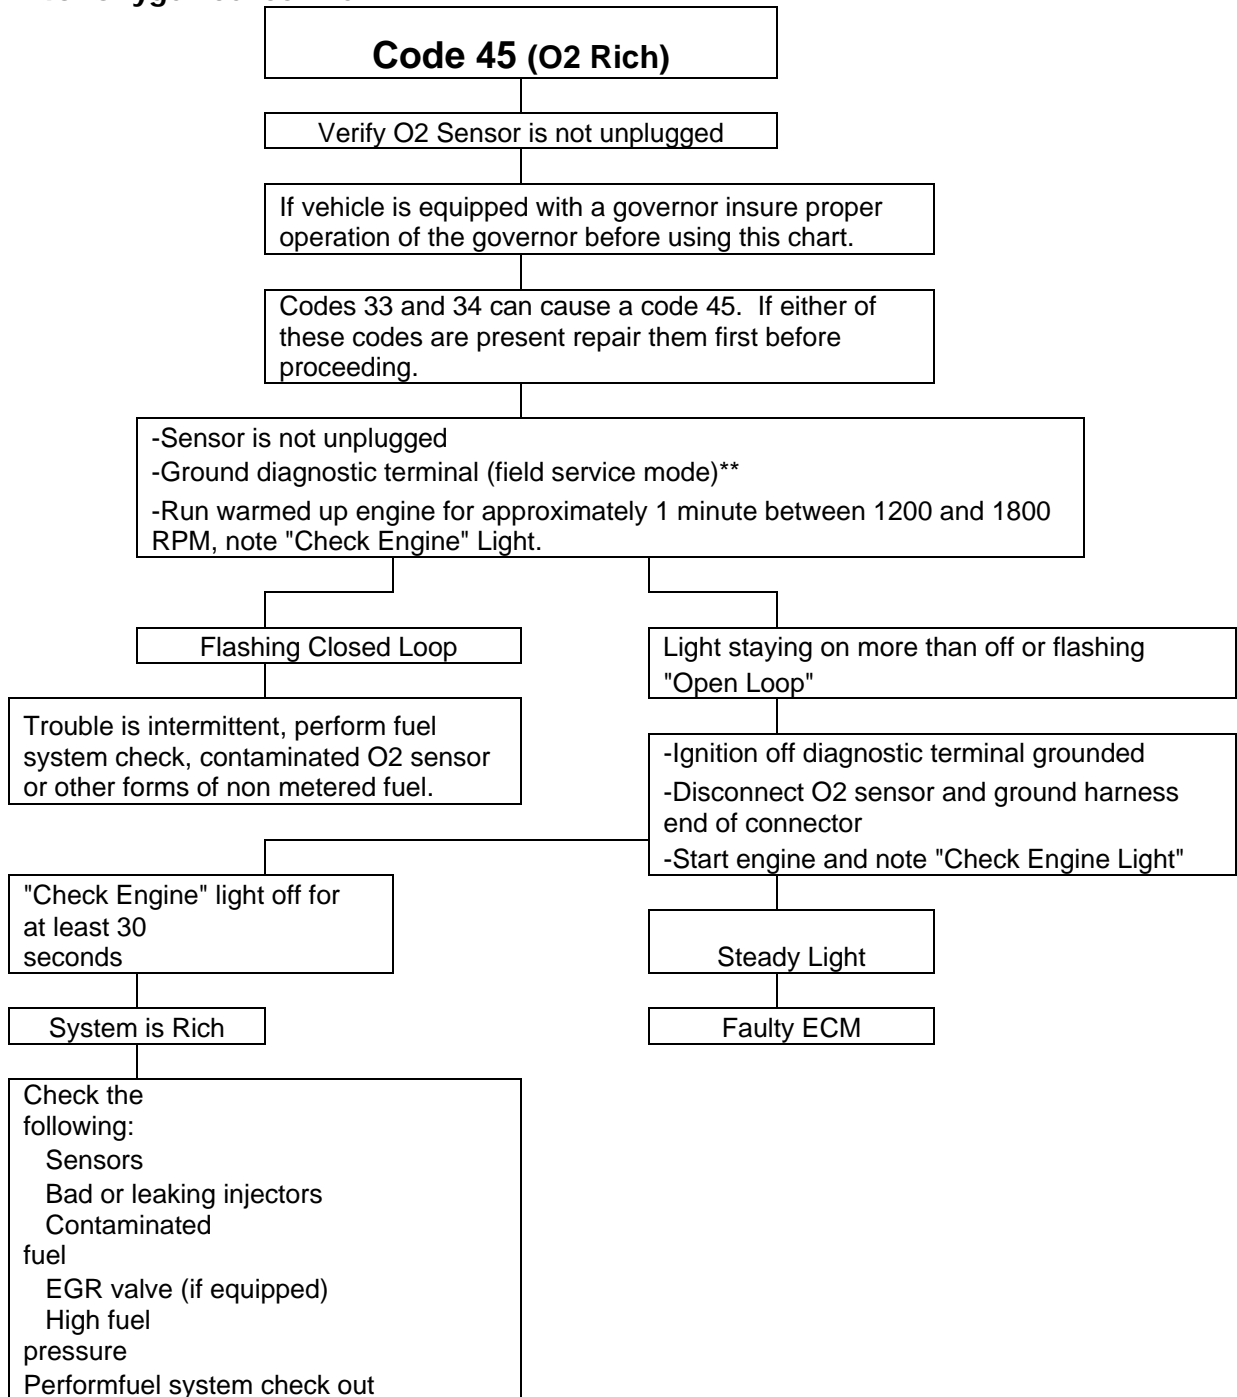 Code 45 (O2 Rich)
Verify O2 Sensor is not unplugged
If vehicle is equipped with a governor insure proper
operation of the governor before using this chart.
Codes 33 and 34 can cause a code 45. If either of
these codes are present repair them first before
proceeding.
-Sensor is not unplugged
-Ground diagnostic terminal (field service mode)**
-Run warmed up engine for approximately 1 minute between 1200 and 1800
RPM, note "Check Engine" Light.
Flashing Closed Loop
Light staying on more than off or flashing
"Open Loop"
Trouble is intermittent, perform fuel
system check, contaminated O2 sensor
or other forms of non metered fuel.
-Ignition off diagnostic terminal grounded
-Disconnect O2 sensor and ground harness
end of connector
-Start engine and note "Check Engine Light"
"Check Engine" light off for
at least 30
seconds
Steady Light
System is Rich
Faulty ECM
Check the
following:
Sensors
Bad or leaking injectors
Contaminated
fuel
EGR valve (if equipped)
High fuel
pressure
Performfuel system check out